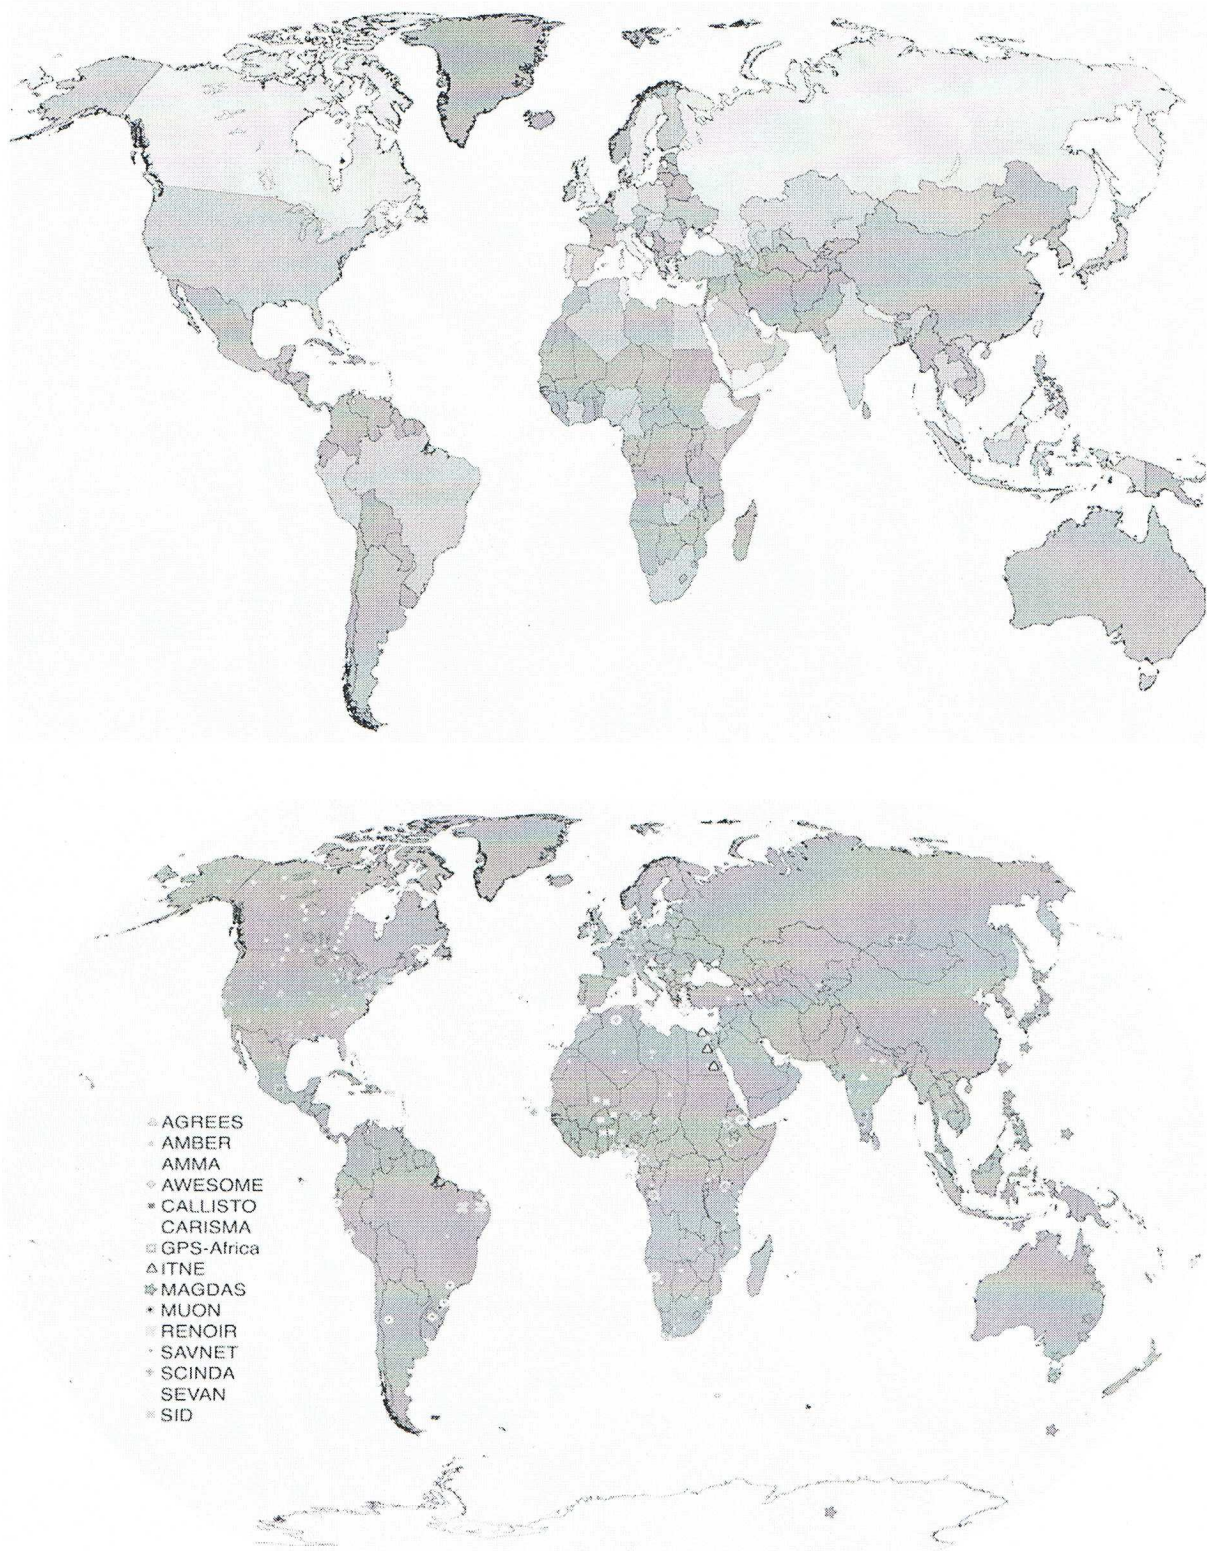 AGREES
AMBER
AMMA
AWESOME
CALLISTO
CARISMA
GPS-Africa
ITNE
MAGDAS
MUON
RENOIR
SAVNET
SCINDA
SEVAN
SID